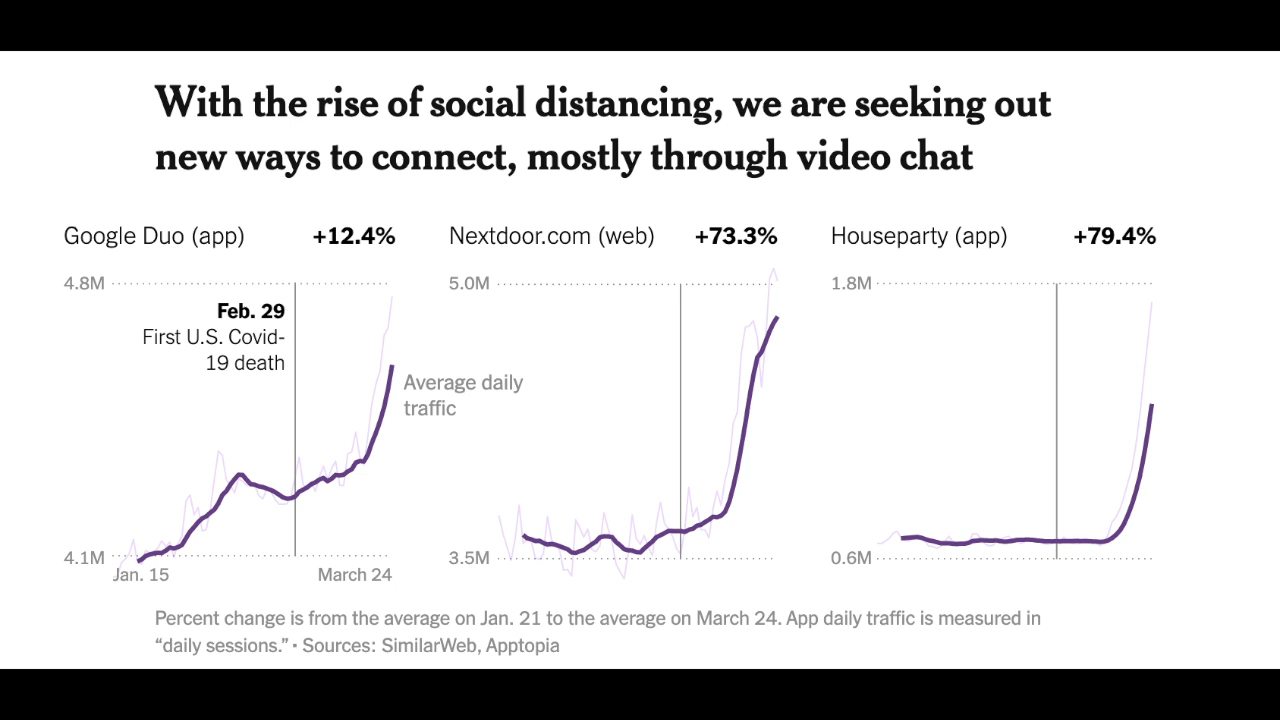 With the rise of social distancing, we are seeking out
new ways to connect, mostly through video chat
Google Duo (app) +12.4%
4.8M
Feb. 29
First U.S. Covid-
19 death
Average daily
traffic
4.1M
Jan. 15 March 24
Nextdoor.com (web) +73.3%
5.0M
3.5M
Houseparty (app) +79.4%
1.8M
0.6M
Percent change is from the average on Jan. 21 to the average on March 24. App daily traffic is measured in
“daily sessions.” • Sources: SimilarWeb, Apptopia